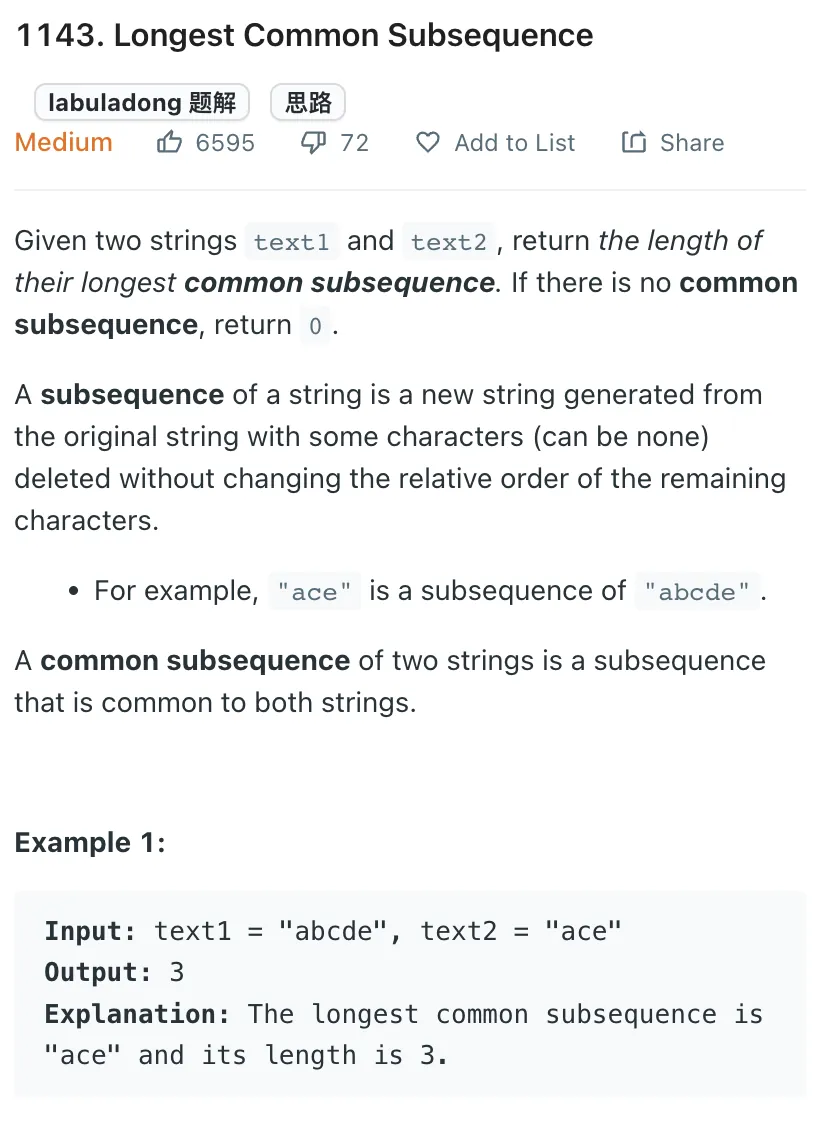 1143. Longest Common Subsequence
labuladong 题解 思路
Medium 6595 72 Add to List Share
Given two strings text1 and text2 , return the length of
their longest common subsequence. If there is no common
subsequence, return 0 .
A subsequence of a string is a new string generated from
the original string with some characters (can be none)
deleted without changing the relative order of the remaining
characters.
• For example, "ace" is a subsequence of "abcde" .
A common subsequence of two strings is a subsequence
that is common to both strings.
Example 1:
Input: text1 = "abcde", text2 = "ace"
Output: 3
Explanation: The longest common subsequence is
"ace" and its length is 3.